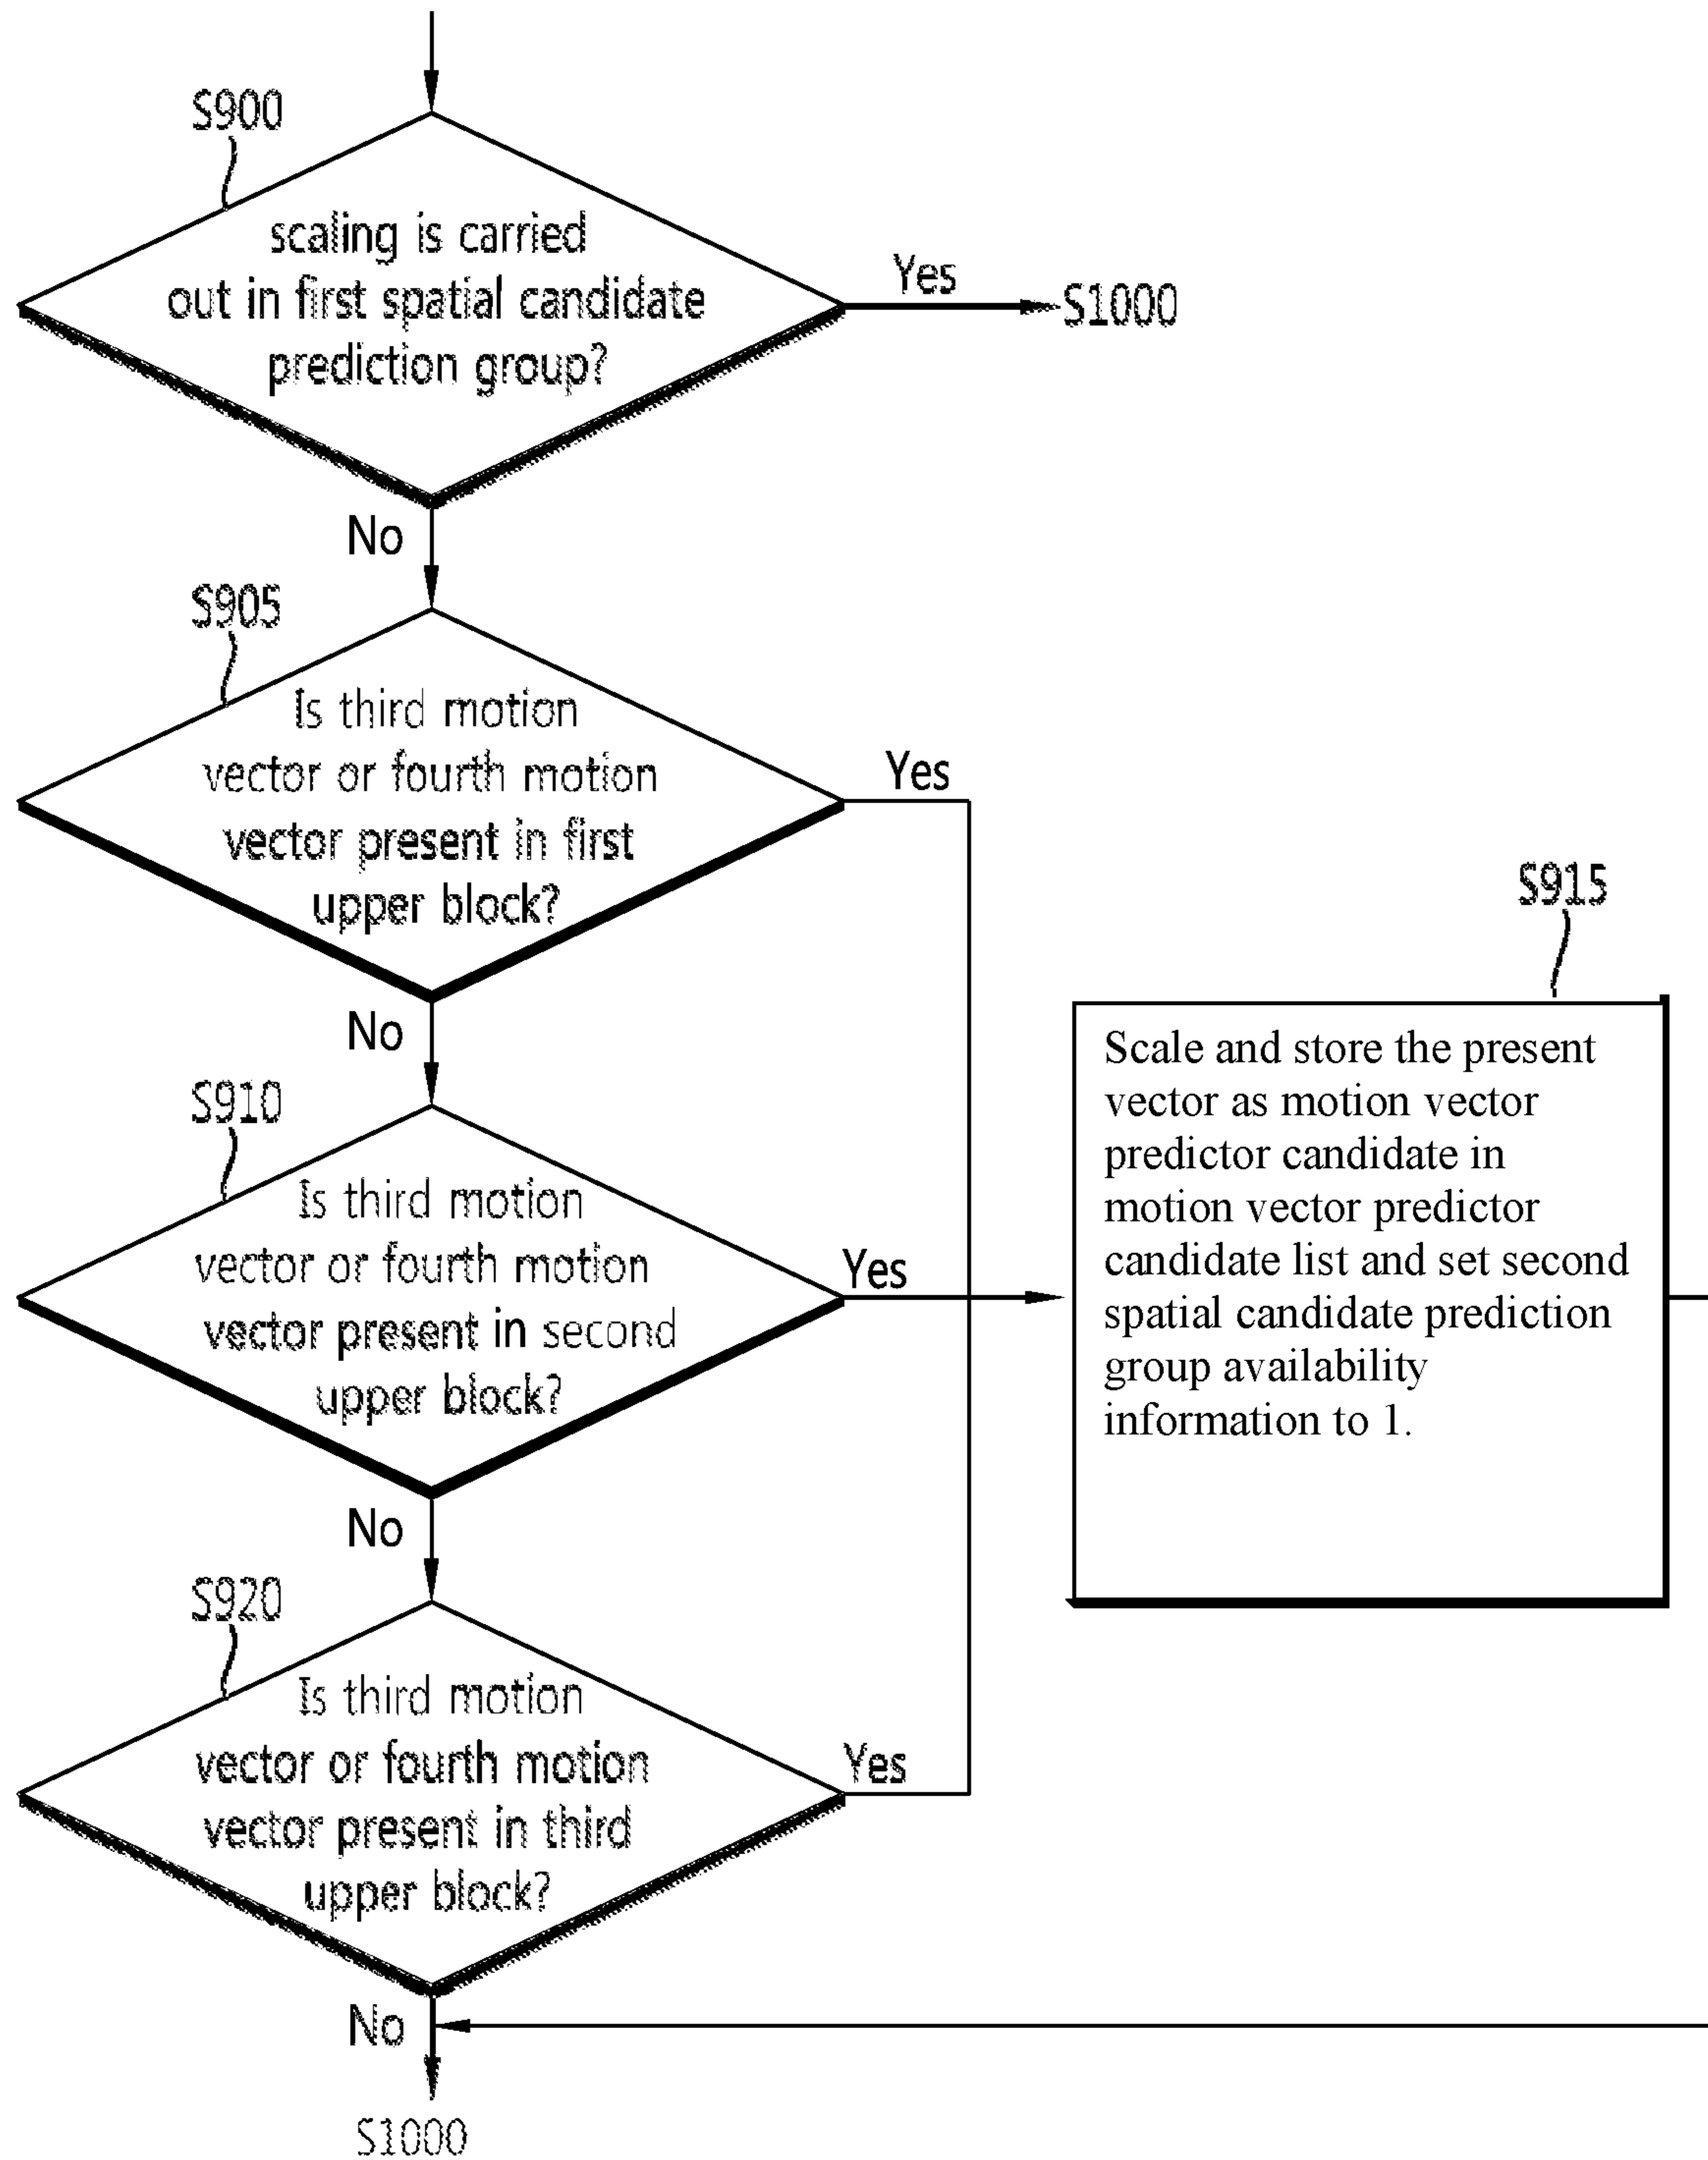 S900
scaling is carried
out in first spatial candidate
prediction group?
Yes
S1000
No
S905
Is third motion
vector or fourth motion
vector present in first
upper block?
Yes
No
S910
Is third motion
vector or fourth motion
vector present in second
upper block?
Yes
S915
Scale and store the present
vector as motion vector
predictor candidate in
motion vector predictor
candidate list and set second
spatial candidate prediction
group availability
information to 1.
No
S920
Is third motion
vector or fourth motion
vector present in third
upper block?
Yes
No
S1000